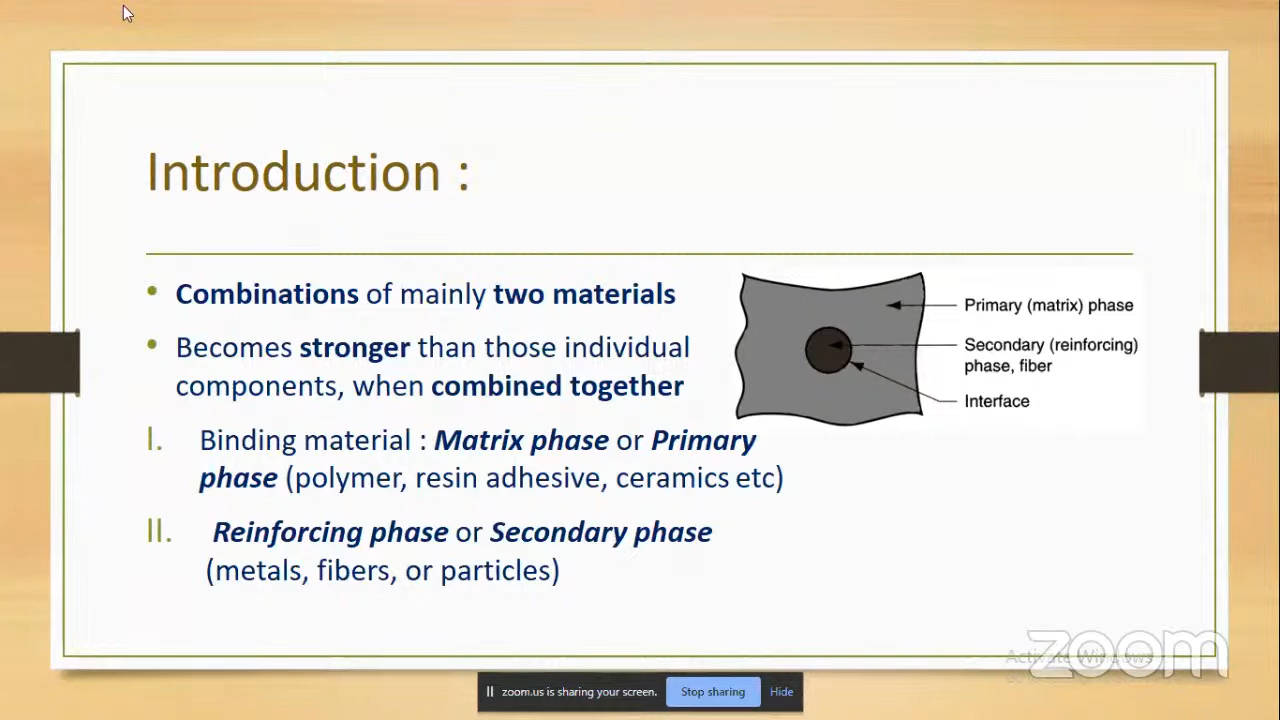 Introduction :
• Combinations of mainly two materials
• Becomes stronger than those individual
components, when combined together
I. Binding material : Matrix phase or Primary
phase (polymer, resin adhesive, ceramics etc)
II. Reinforcing phase or Secondary phase
(metals, fibers, or particles)
Primary (matrix) phase
Secondary (reinforcing)
phase, fiber
Interface
zoom
Activate Windows
zoom.us is sharing your screen. Stop sharing Hide